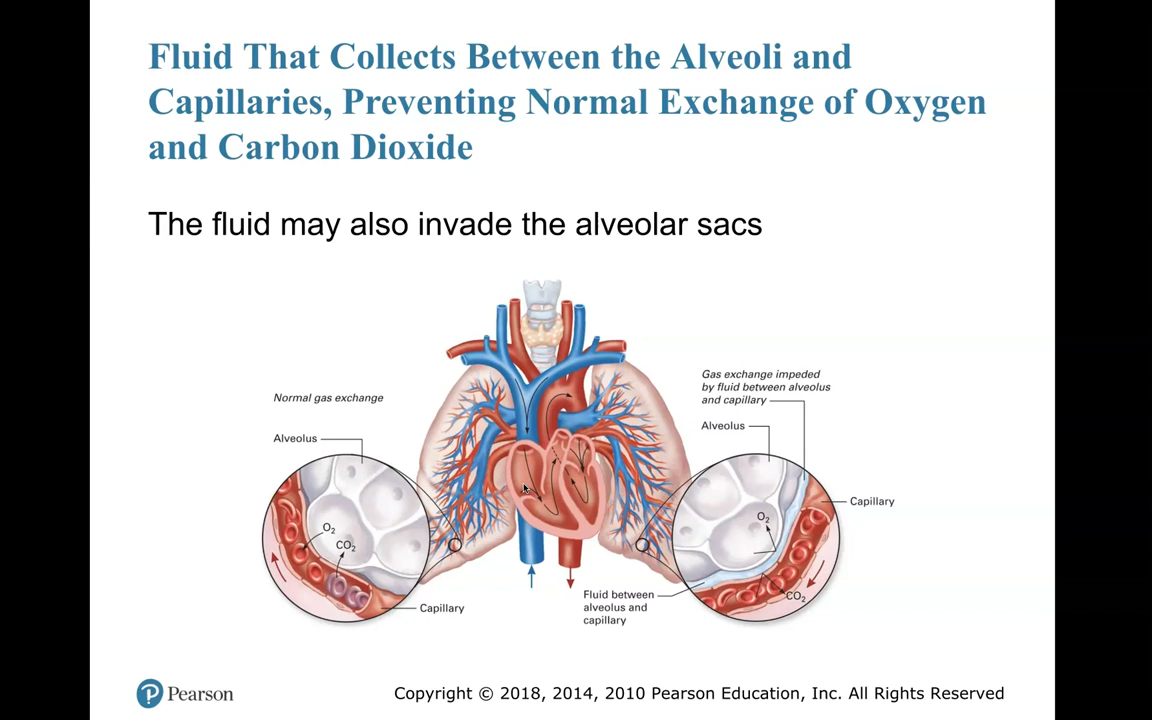 Fluid That Collects Between the Alveoli and
Capillaries, Preventing Normal Exchange of Oxygen
and Carbon Dioxide
The fluid may also invade the alveolar sacs
Normal gas exchange
Alveolus
O2
CO2
Capillary
Gas exchange impeded
by fluid between alveolus
and capillary
Alveolus
Capillary
O2
CO2
Fluid between
alveolus and
capillary
P Pearson
Copyright © 2018, 2014, 2010 Pearson Education, Inc. All Rights Reserved